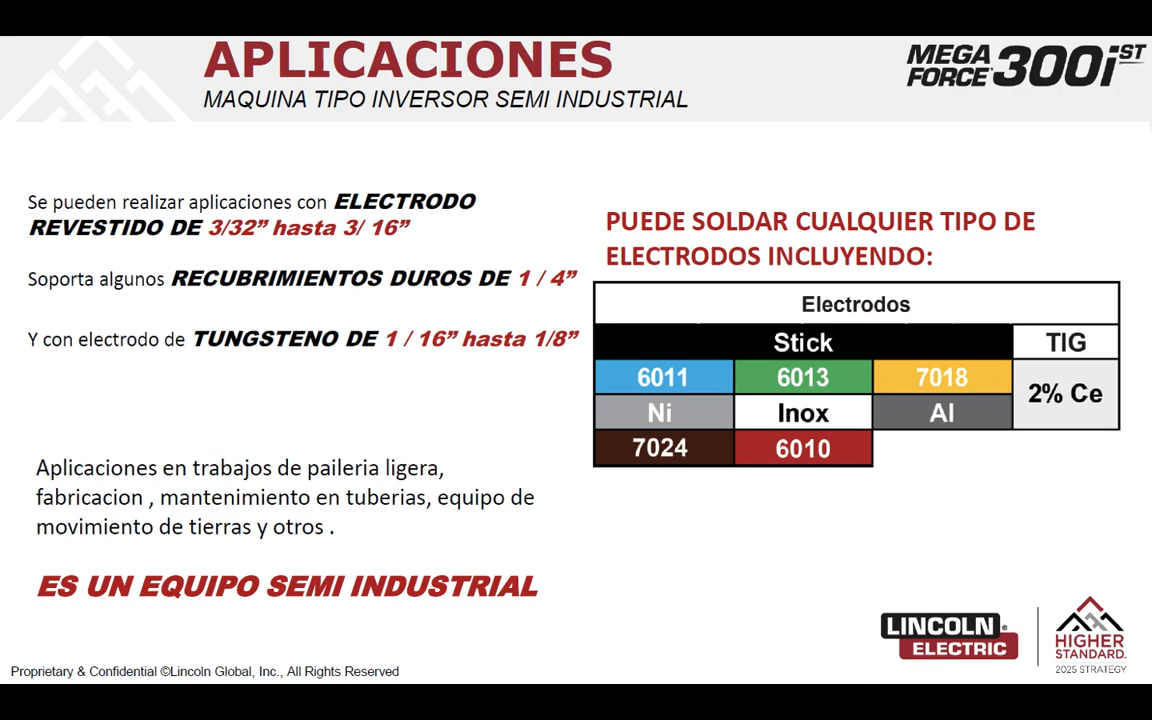 APLICACIONES
MAQUINA TIPO INVERSOR SEMI INDUSTRIAL
MEGA FORCE 300iST
Se pueden realizar aplicaciones con ELECTRODO
REVESTIDO DE 3/32” hasta 3/ 16”
Soporta algunos RECUBRIMIENTOS DUROS DE 1 / 4”
Y con electrodo de TUNGSTENO DE 1 / 16” hasta 1/8”
Aplicaciones en trabajos de paileria ligera,
fabricacion , mantenimiento en tuberias, equipo de
movimiento de tierras y otros .
ES UN EQUIPO SEMI INDUSTRIAL
PUEDE SOLDAR CUALQUIER TIPO DE
ELECTRODOS INCLUYENDO:
Electrodos
Stick TIG
6011 6013 7018 2% Ce
Ni Inox Al
7024 6010
LINCOLN®
ELECTRIC
HIGHER
STANDARD.
2025 STRATEGY
Proprietary & Confidential ©Lincoln Global, Inc., All Rights Reserved